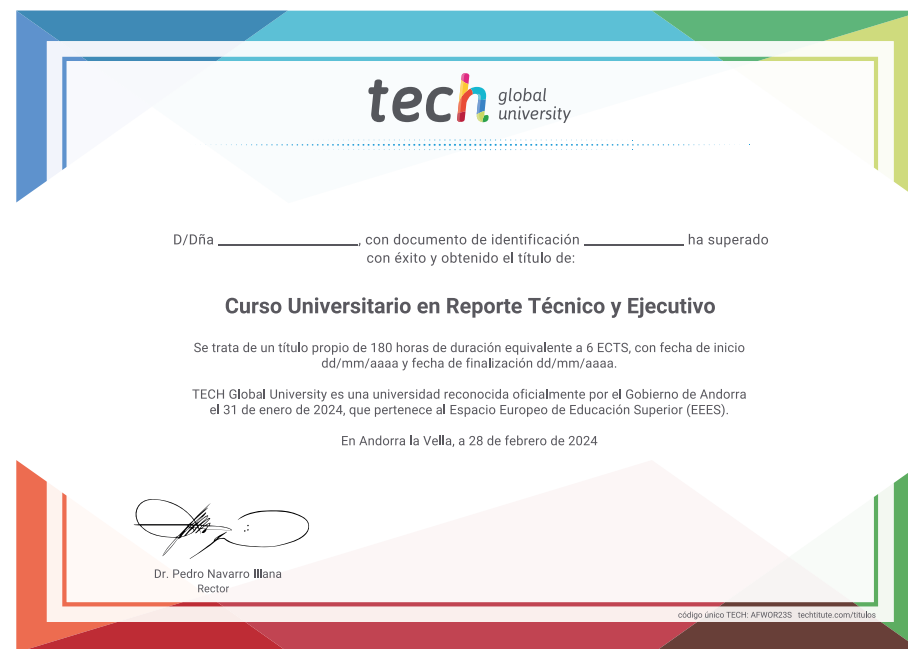 tech global
university
D/Dña ____________________, con documento de identificación ______________ ha superado
con éxito y obtenido el título de:
Curso Universitario en Reporte Técnico y Ejecutivo
Se trata de un título propio de 180 horas de duración equivalente a 6 ECTS, con fecha de inicio
dd/mm/aaaa y fecha de finalización dd/mm/aaaa.
TECH Global University es una universidad reconocida oficialmente por el Gobierno de Andorra
el 31 de enero de 2024, que pertenece al Espacio Europeo de Educación Superior (EEES).
En Andorra la Vella, a 28 de febrero de 2024
Dr. Pedro Navarro Illana
Rector
código único TECH: AFWOR23S techtitute.com/titulos